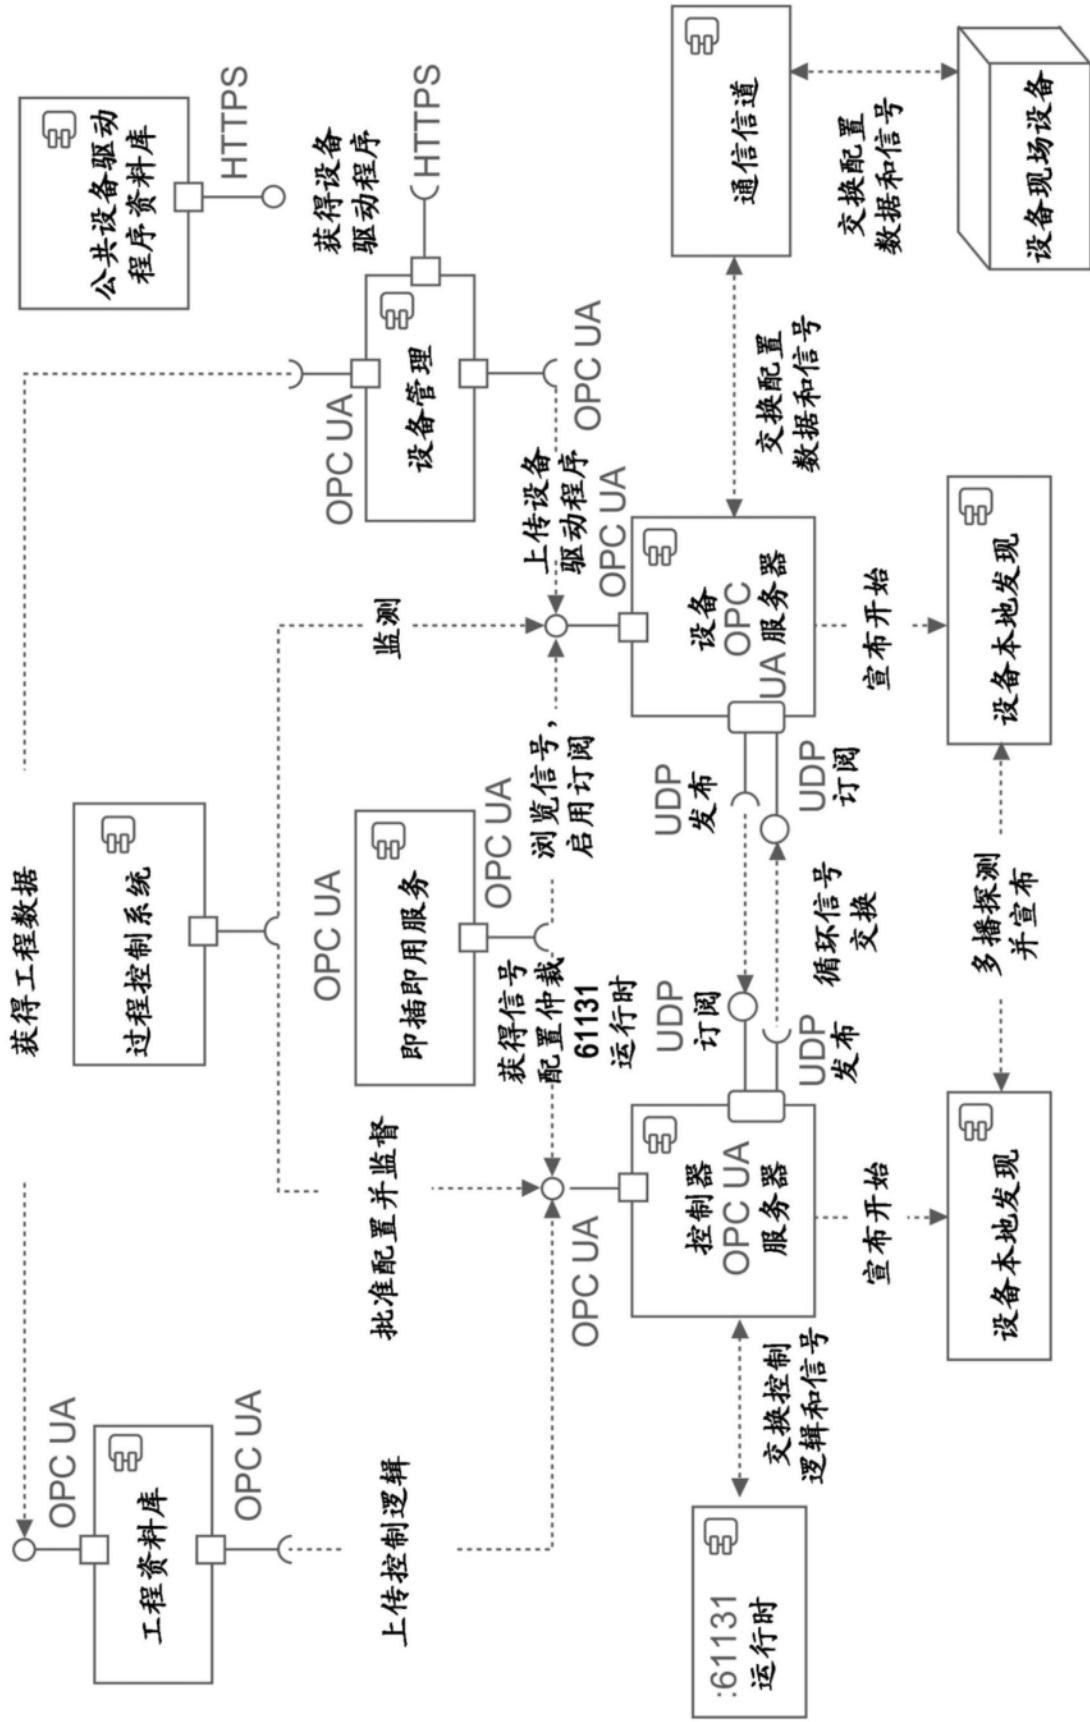 获得工程数据
OPC UA
工程资料库
OPC UA
过程控制系统
OPC UA
公共设备驱动
程序资料库
HTTPS
获得设备
驱动程序
HTTPS
OPC UA
设备管理
OPC UA
上传控制逻辑
批准配置并监督
监测
即插即用服务
OPC UA
获得信号
配置仲裁
61131
运行时
浏览信号，
启用订阅
上传设备
驱动程序
OPC UA
OPC UA
:61131
运行时
交换控制
逻辑和信号
控制器
OPC UA
服务器
UDP
订阅
UDP
发布
UDP
发布
UDP
订阅
循环信号
交换
设备
OPC
UA服务器
交换配置
数据和信号
通信信道
交换配置
数据和信号
设备现场设备
宣布开始
宣布开始
设备本地发现
多播探测
并宣布
设备本地发现